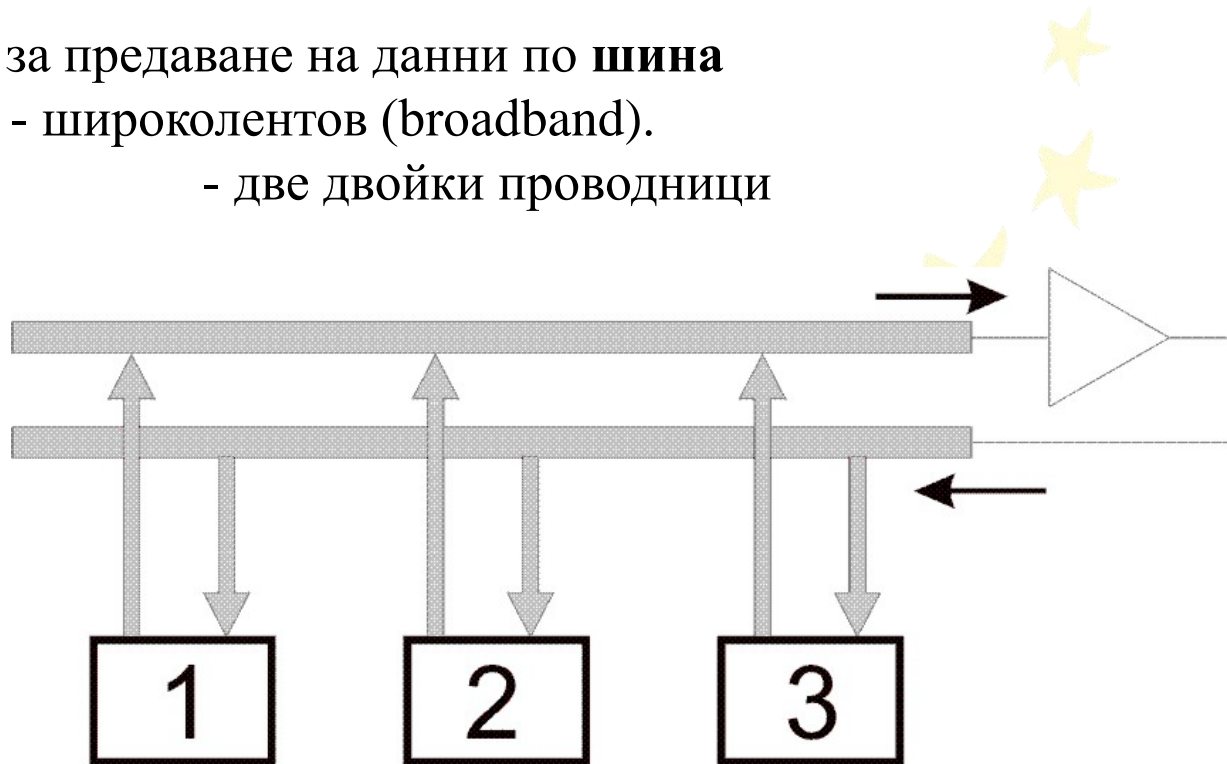 за предаване на данни по шина
- широколентов (broadband).
- две двойки проводници
1 2 3